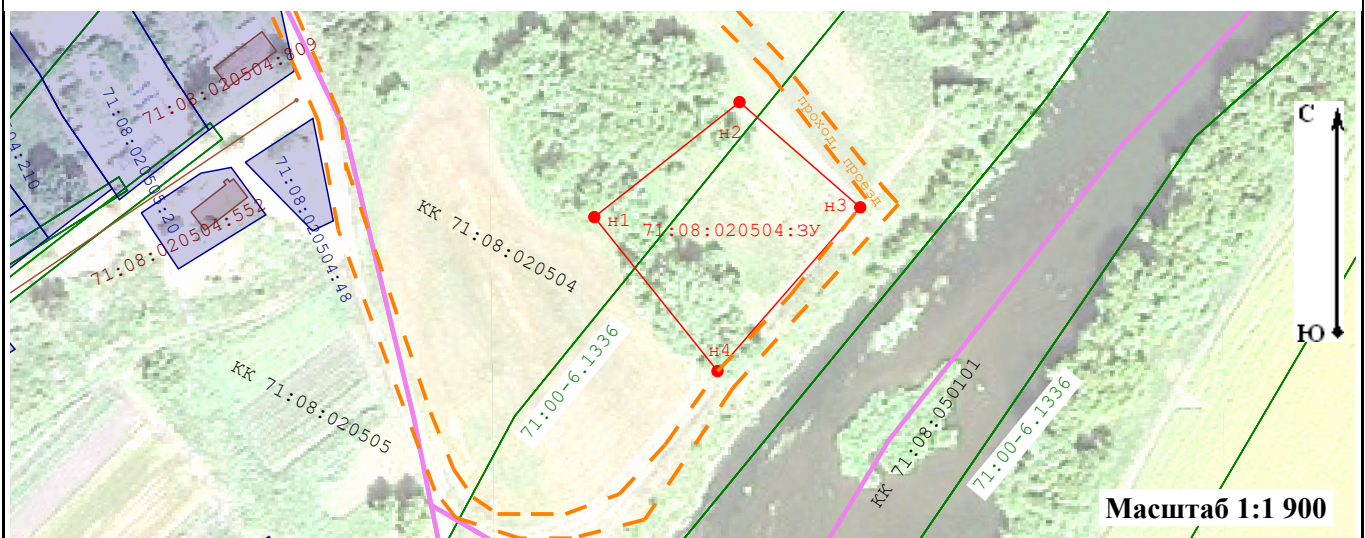 71:08:020504:809
71:08:020505:20
04:210
71:08:020504:552
71:08:020504:48
КК 71:08:020504
КК 71:08:020505
н1
н2
н3
н4
71:08:020504:ЗУ
проход, проезд
71:00-6.1336
КК 71:08:050101
71:00-6.1336
С
Ю
Масштаб 1:1 900